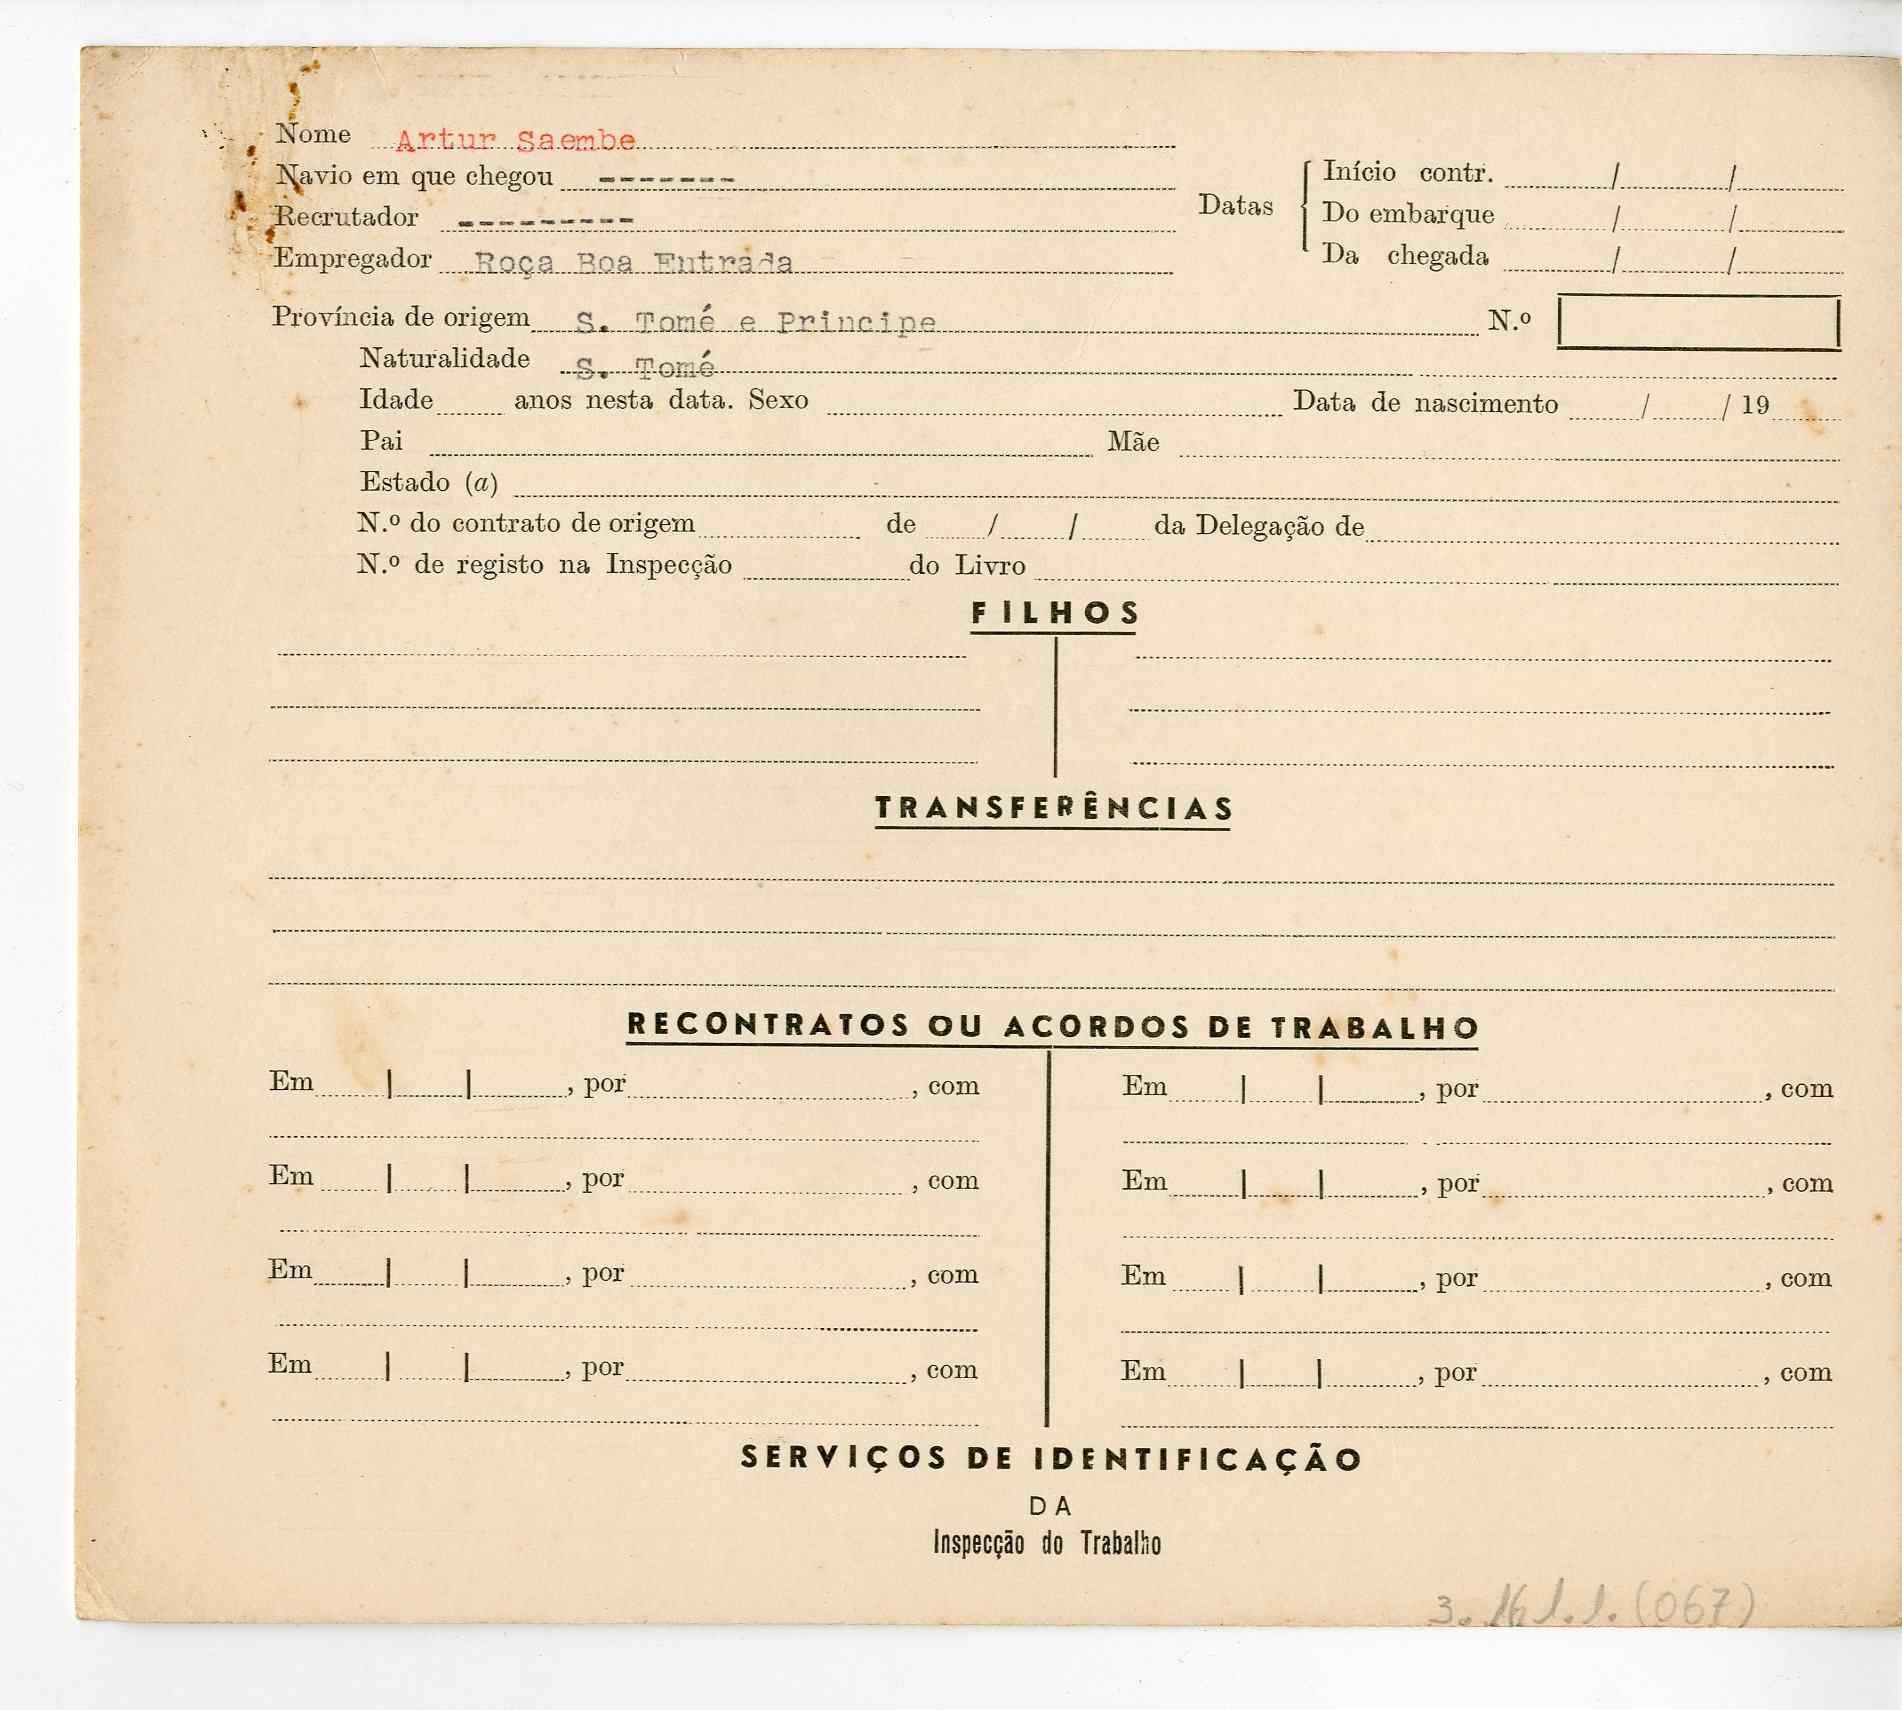 Nome Artur Saembe
Navio em que chegou -------
Recrutador ---------
Empregador Roça Boa Entrada
Datas
Início contr. / /
Do embarque / /
Da chegada / /
Província de origem S. Tomé e Principe N.º
Naturalidade S. Tomé
Idade anos nesta data. Sexo Data de nascimento / / 19
Pai Mãe
Estado (a)
N.º do contrato de origem de / / da Delegação de
N.º de registo na Inspecção do Livro
FILHOS
TRANSFERÊNCIAS
RECONTRATOS OU ACORDOS DE TRABALHO
Em | | , por , com Em | | , por , com
Em | | , por , com Em | | , por , com
Em | | , por , com Em | | , por , com
Em | | , por , com Em | | , por , com
SERVIÇOS DE IDENTIFICAÇÃO
DA
Inspecção do Trabalho
3. 1.1. (067)